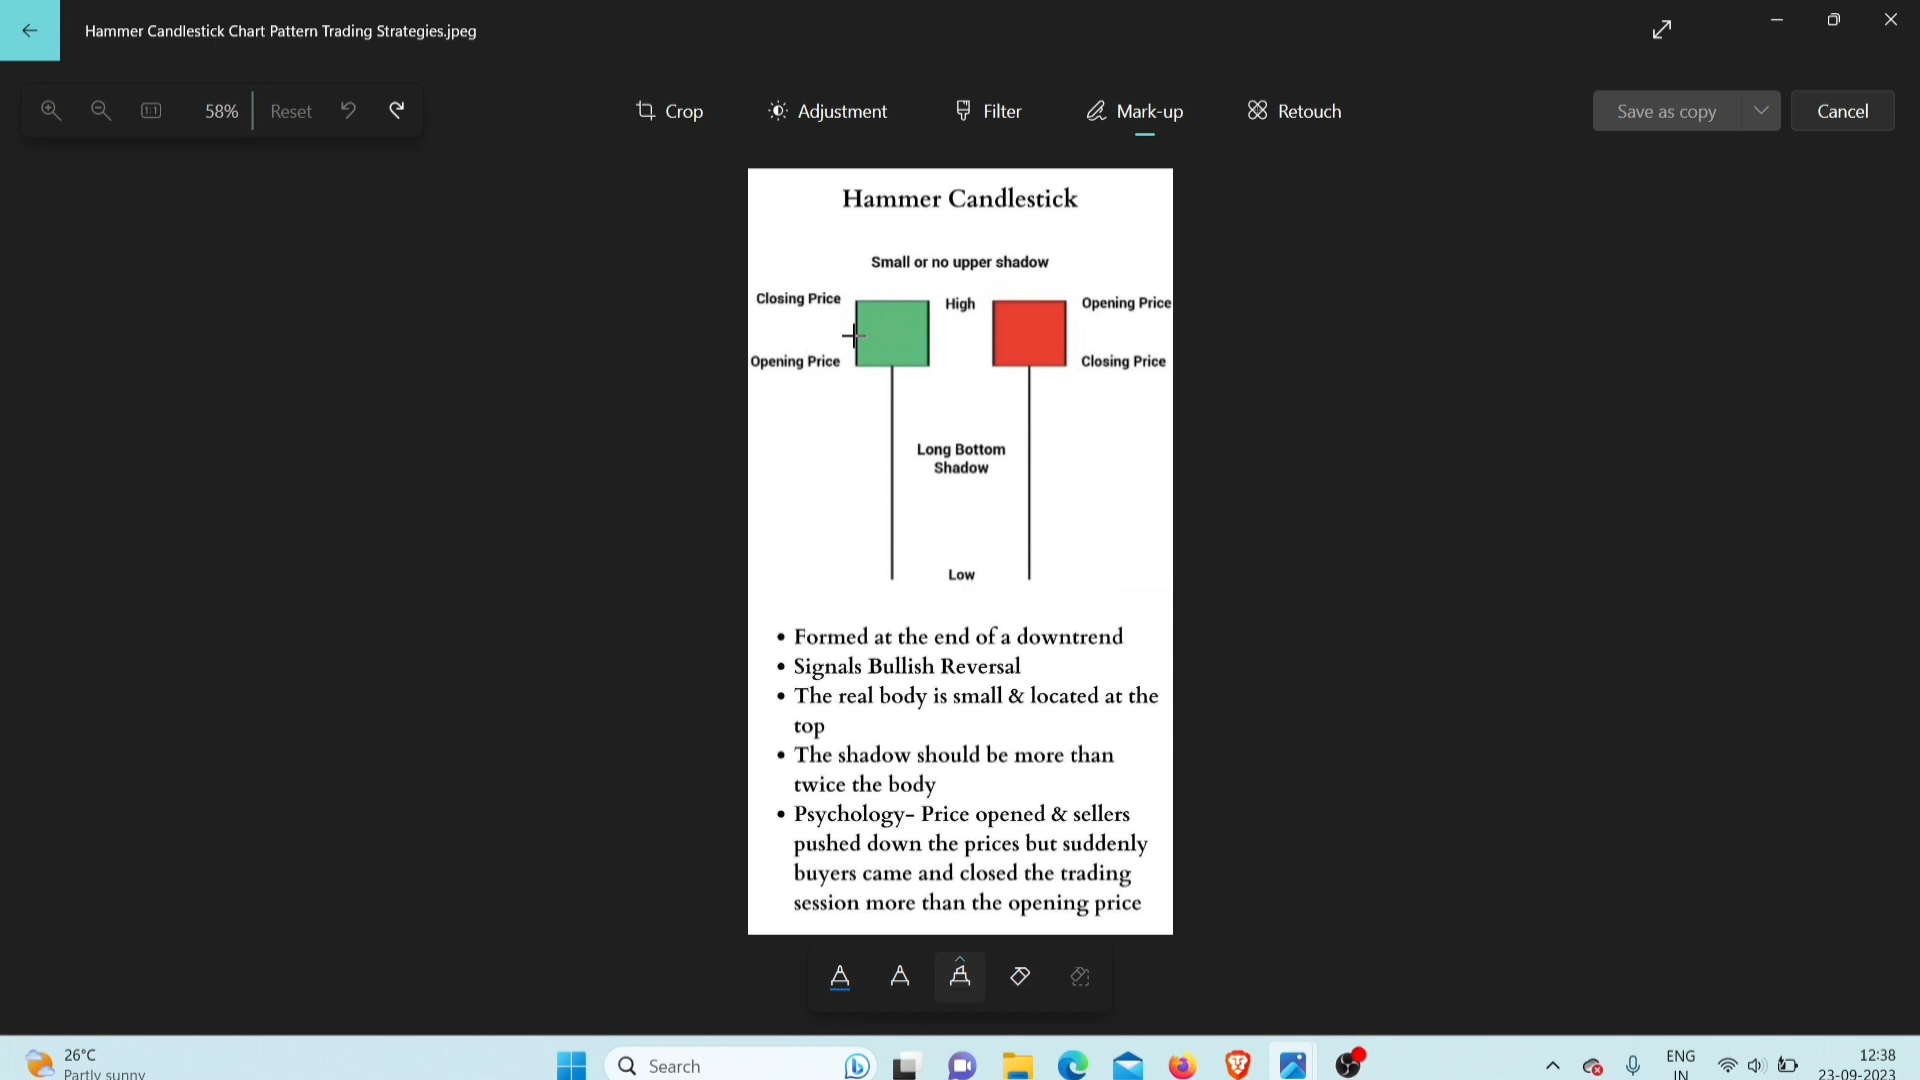 Hammer Candlestick Chart Pattern Trading Strategies.jpeg
58%
Reset
Crop
Adjustment
Filter
Mark-up
Retouch
Save as copy
Cancel
Hammer Candlestick
Small or no upper shadow
Closing Price
High
Opening Price
Opening Price
Closing Price
Long Bottom
Shadow
Low
• Formed at the end of a downtrend
• Signals Bullish Reversal
• The real body is small & located at the
top
• The shadow should be more than
twice the body
• Psychology- Price opened & sellers
pushed down the prices but suddenly
buyers came and closed the trading
session more than the opening price
26°C
Partly sunny
Search
ENG
IN
12:38
23-09-2023